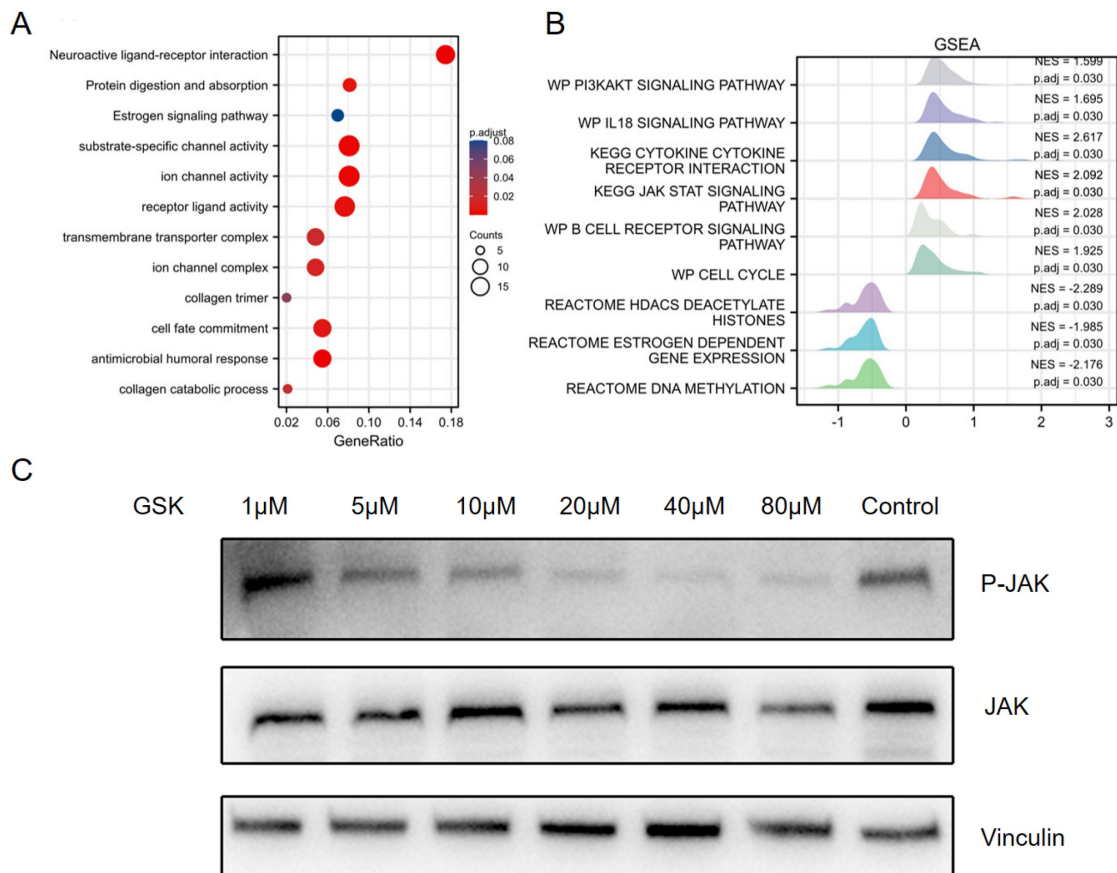 A
Neuroactive ligand-receptor interaction
Protein digestion and absorption
Estrogen signaling pathway
substrate-specific channel activity
ion channel activity
receptor ligand activity
transmembrane transporter complex
ion channel complex
collagen trimer
cell fate commitment
antimicrobial humoral response
collagen catabolic process
0.02 0.06 0.10 0.14 0.18
GeneRatio
p.adjust
0.08
0.06
0.04
0.02
Counts
5
10
15
B
GSEA
WP PI3KAKT SIGNALING PATHWAY
NES = 1.599
p.adj = 0.030
WP IL18 SIGNALING PATHWAY
NES = 1.695
p.adj = 0.030
KEGG CYTOKINE CYTOKINE
RECEPTOR INTERACTION
NES = 2.617
p.adj = 0.030
KEGG JAK STAT SIGNALING
PATHWAY
NES = 2.092
p.adj = 0.030
WP B CELL RECEPTOR SIGNALING
PATHWAY
NES = 2.028
p.adj = 0.030
WP CELL CYCLE
NES = 1.925
p.adj = 0.030
REACTOME HDACS DEACETYLATE
HISTONES
NES = -2.289
p.adj = 0.030
REACTOME ESTROGEN DEPENDENT
GENE EXPRESSION
NES = -1.985
p.adj = 0.030
REACTOME DNA METHYLATION
NES = -2.176
p.adj = 0.030
-1 0 1 2 3
C
GSK 1μM 5μM 10μM 20μM 40μM 80μM Control
P-JAK
JAK
Vinculin